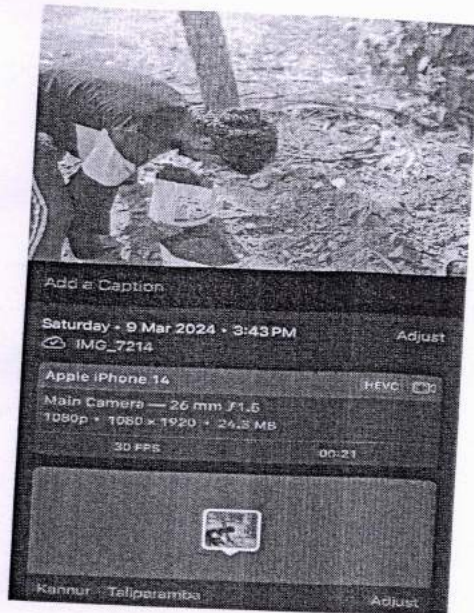 Add a Caption
Saturday • 9 Mar 2024 • 3:43 PM
Adjust
IMG_7214
Apple iPhone 14
HEVC
Main Camera — 26 mm ƒ1.5
1080p • 1080 × 1920 • 24.3 MB
30 FPS
00:21
Kannur - Taliparamba
Adjust